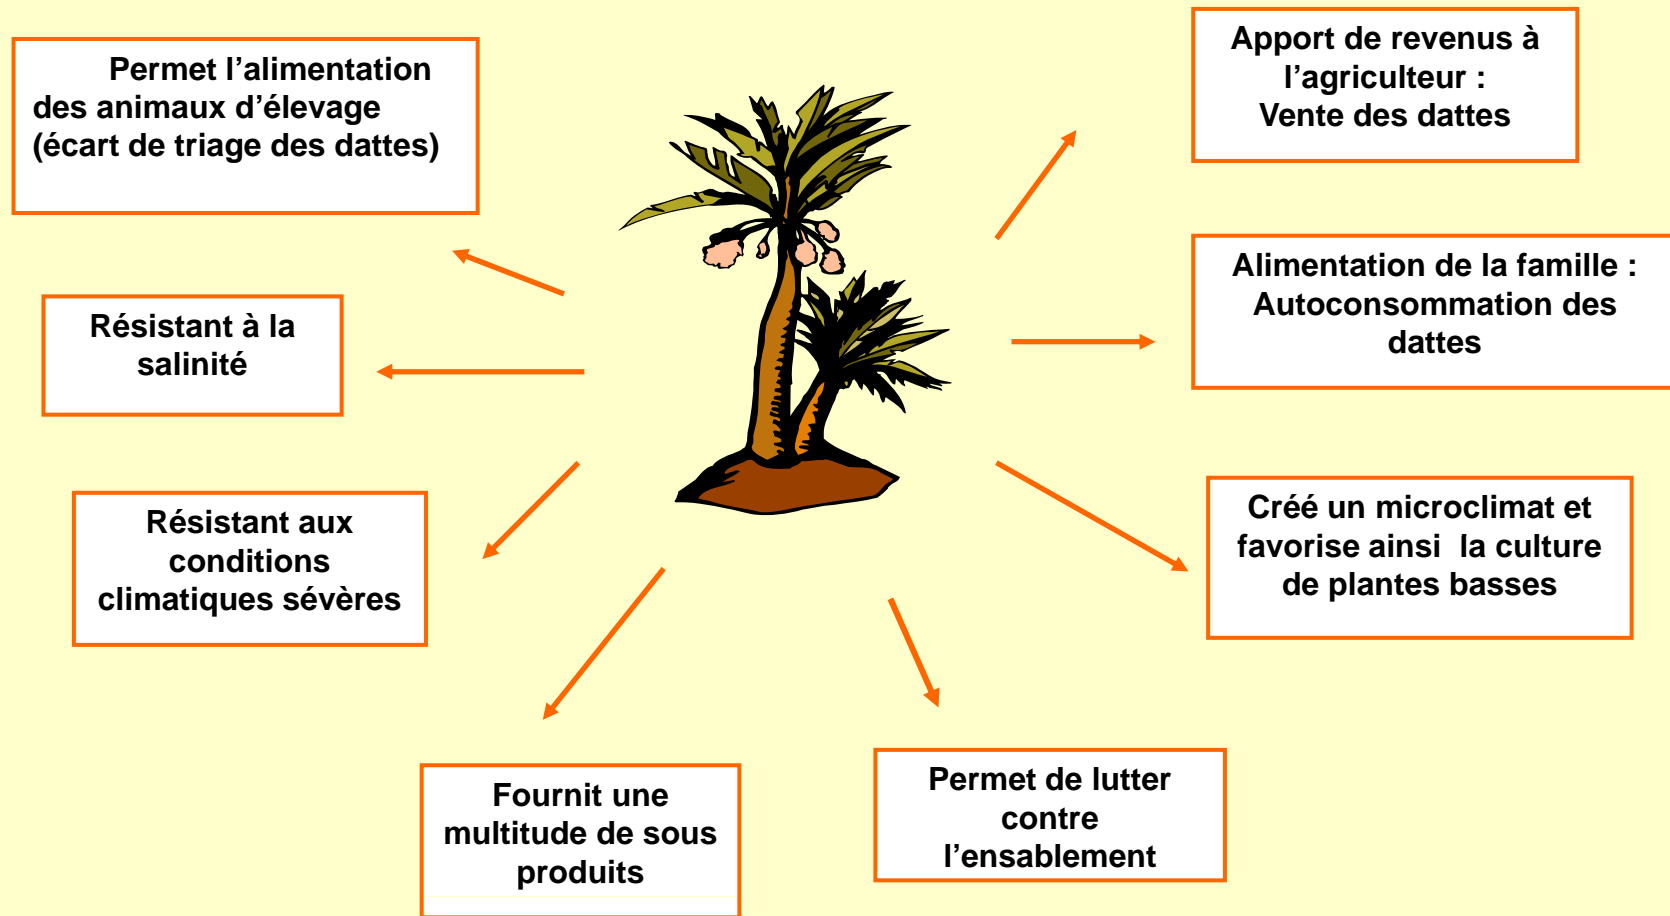 Permet l’alimentation
des animaux d’élevage
(écart de triage des dattes)
Résistant à la
salinité
Résistant aux
conditions
climatiques sévères
Fournit une
multitude de sous
produits
Permet de lutter
contre
l’ensablement
Créé un microclimat et
favorise ainsi  la culture
de plantes basses
Alimentation de la famille :
Autoconsommation des
dattes
Apport de revenus à
l’agriculteur :
Vente des dattes